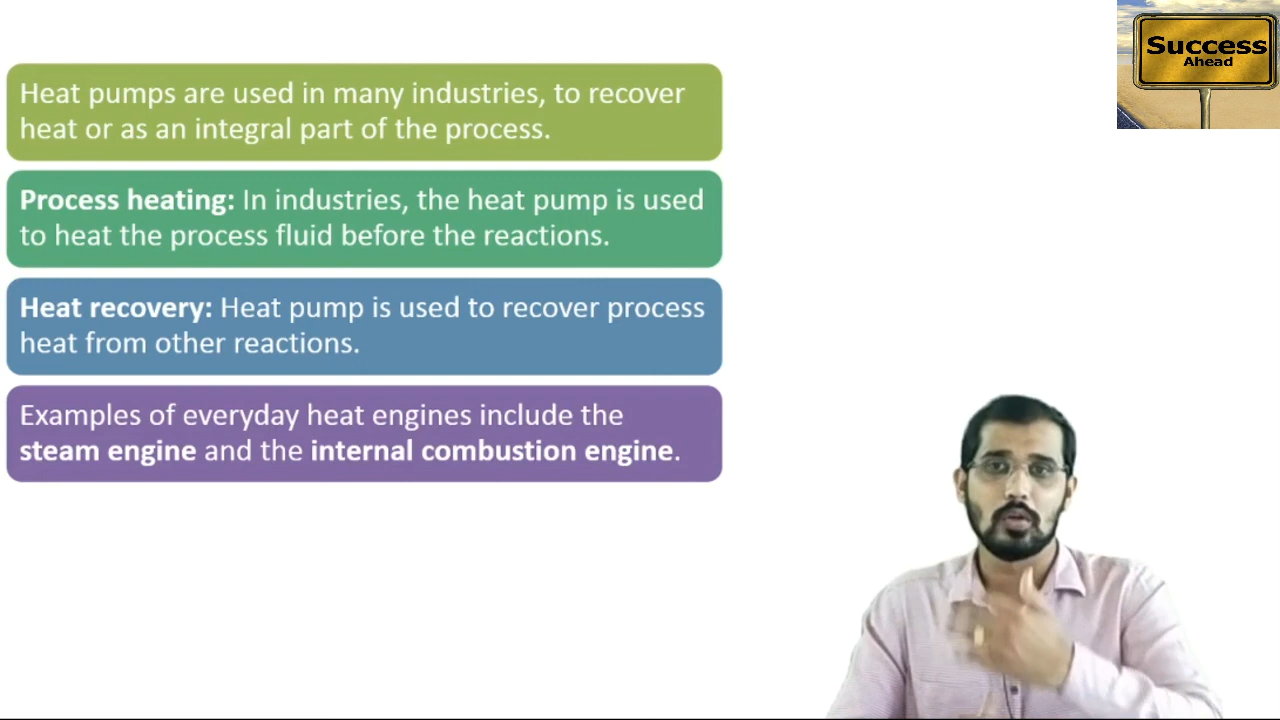 Success
Ahead
Heat pumps are used in many industries, to recover
heat or as an integral part of the process.
Process heating: In industries, the heat pump is used
to heat the process fluid before the reactions.
Heat recovery: Heat pump is used to recover process
heat from other reactions.
Examples of everyday heat engines include the
steam engine and the internal combustion engine.